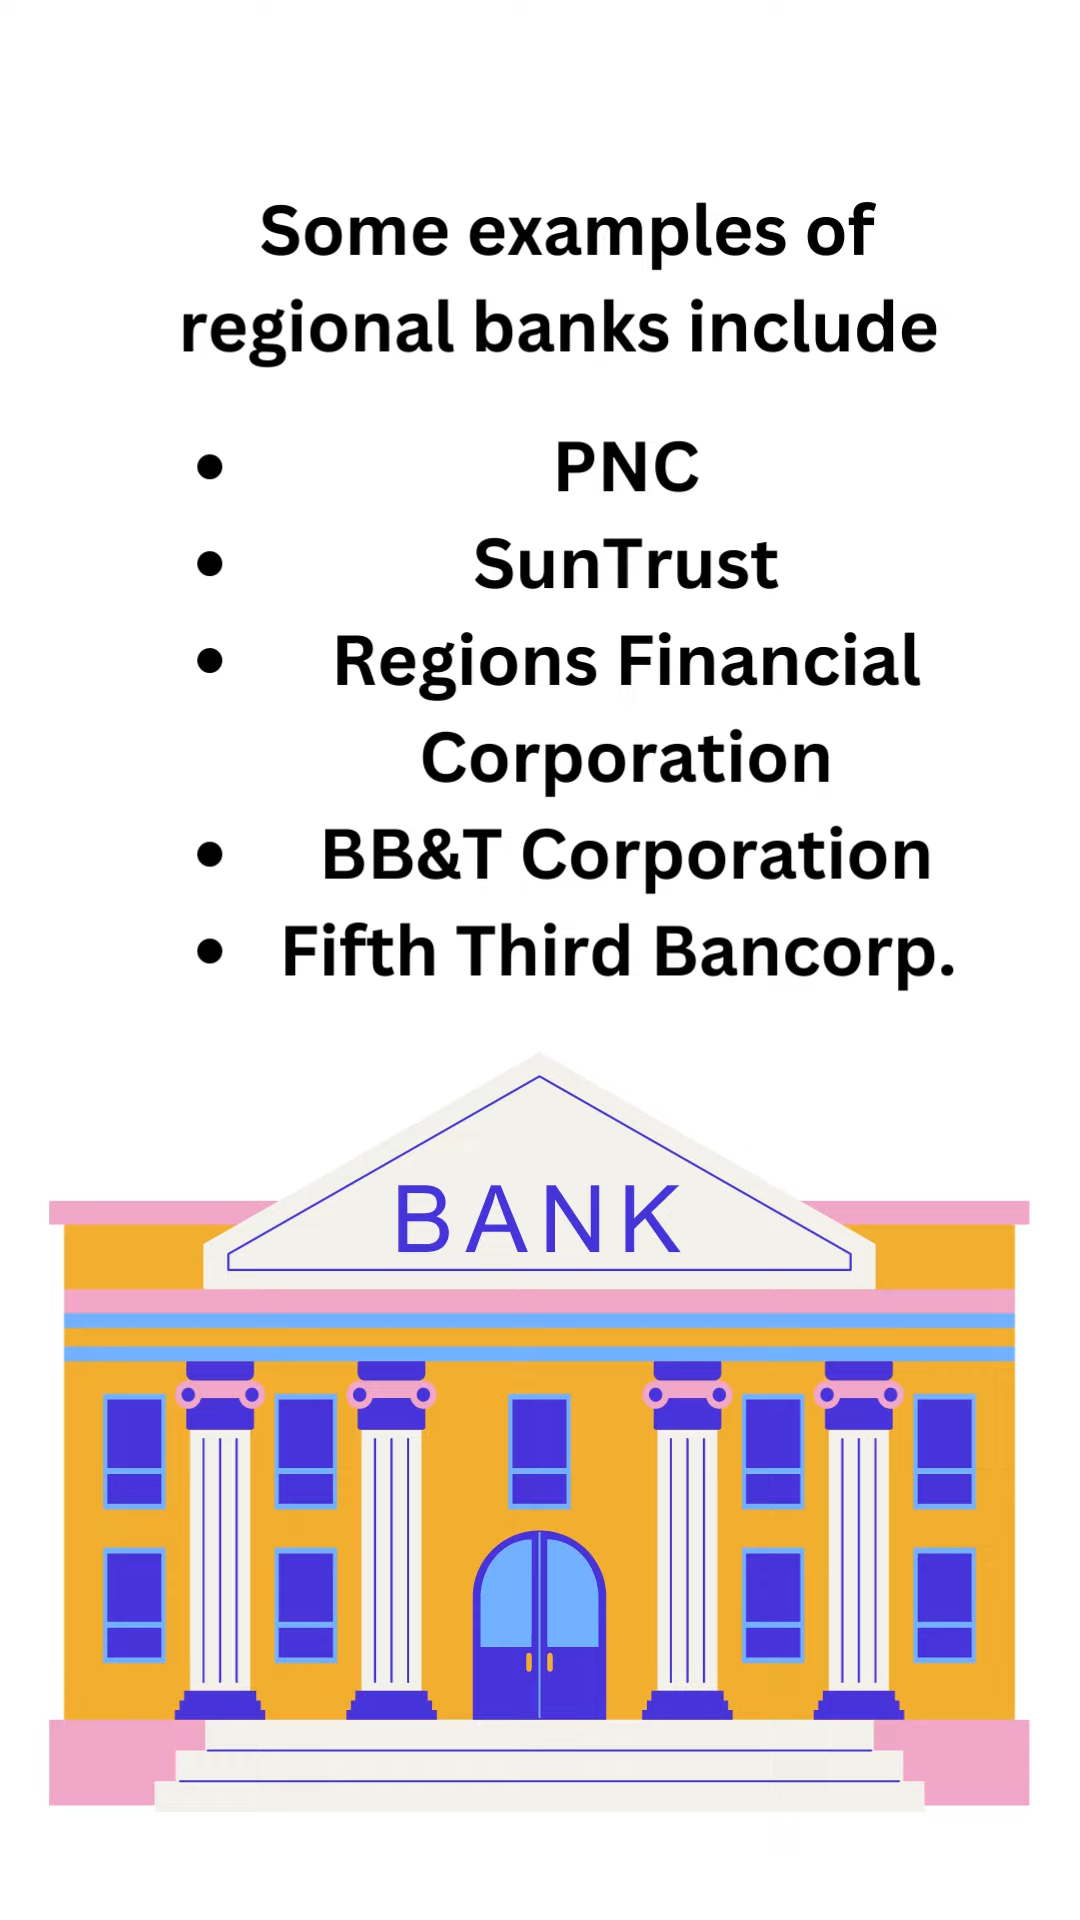 Some examples of
regional banks include
• PNC
• SunTrust
• Regions Financial
Corporation
• BB&T Corporation
• Fifth Third Bancorp.
BANK